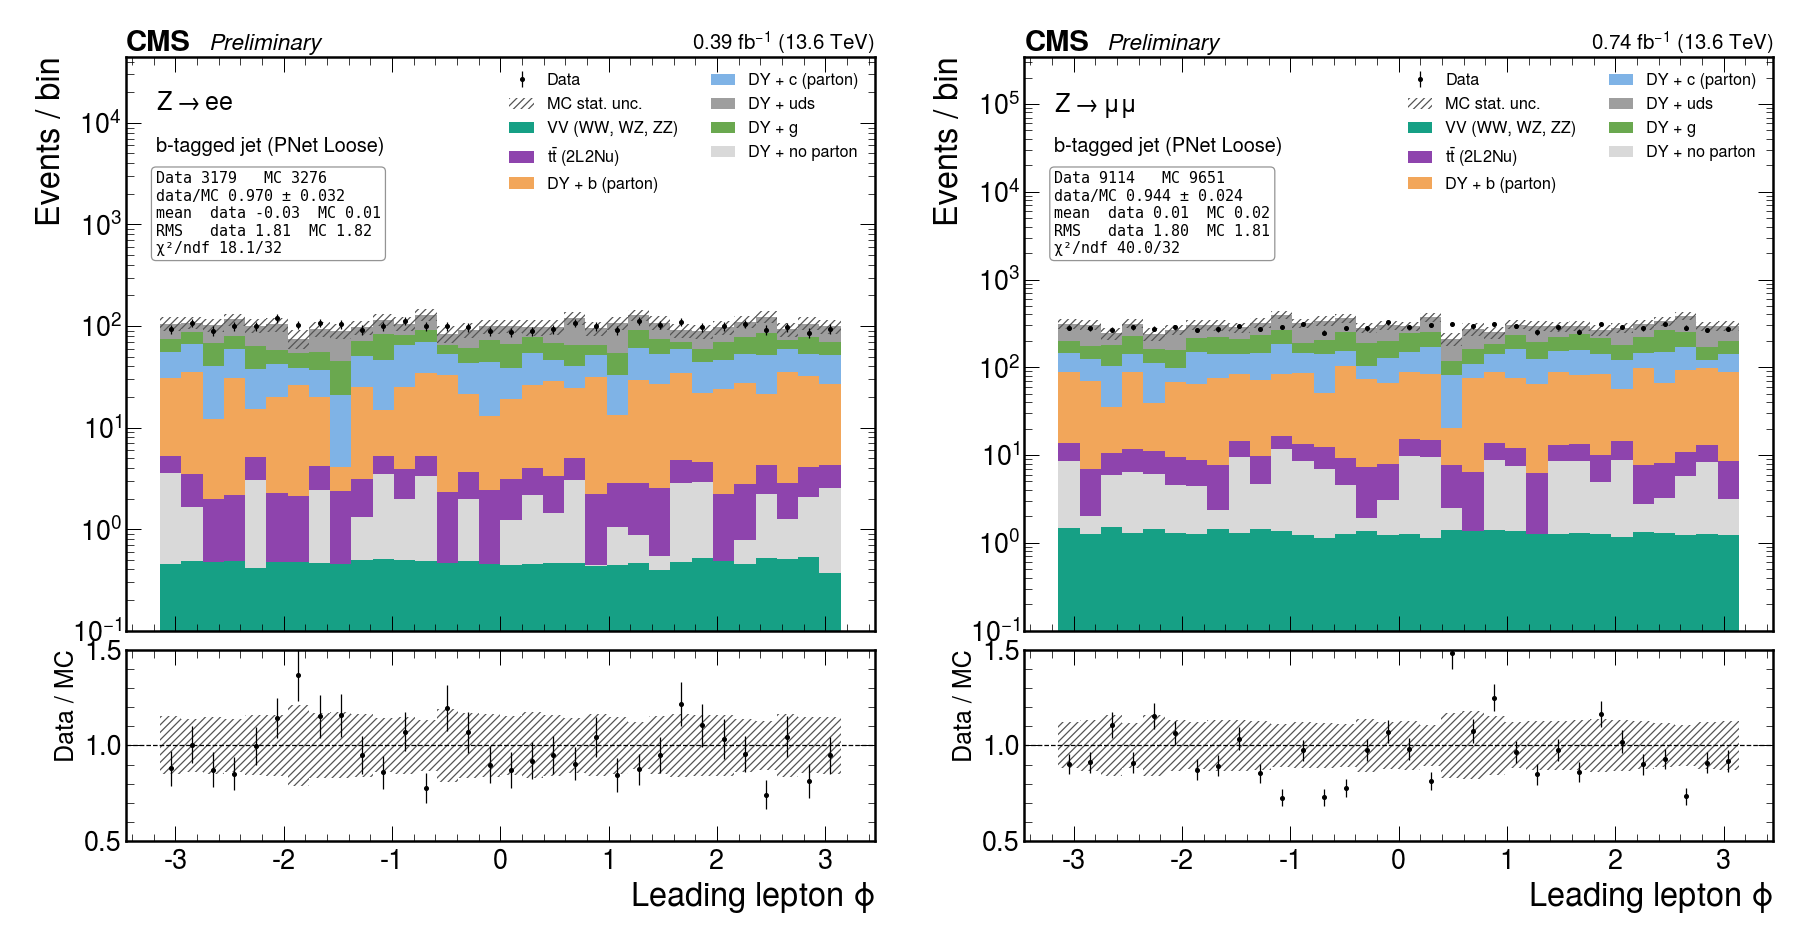 CMS Preliminary 0.39 fb⁻¹ (13.6 TeV)
Events / bin
Z → ee
b-tagged jet (PNet Loose)
Data 3179 MC 3276
data/MC 0.970 ± 0.032
mean data -0.03 MC 0.01
RMS data 1.81 MC 1.82
χ²/ndf 18.1/32
Data
MC stat. unc.
VV (WW, WZ, ZZ)
tt̄ (2L2Nu)
DY + b (parton)
DY + c (parton)
DY + uds
DY + g
DY + no parton
10⁴
10³
10²
10¹
10⁰
10⁻¹
Data / MC
1.5
1.0
0.5
-3 -2 -1 0 1 2 3
Leading lepton ϕ
CMS Preliminary 0.74 fb⁻¹ (13.6 TeV)
Events / bin
Z → μμ
b-tagged jet (PNet Loose)
Data 9114 MC 9651
data/MC 0.944 ± 0.024
mean data 0.01 MC 0.02
RMS data 1.80 MC 1.81
χ²/ndf 40.0/32
Data
MC stat. unc.
VV (WW, WZ, ZZ)
tt̄ (2L2Nu)
DY + b (parton)
DY + c (parton)
DY + uds
DY + g
DY + no parton
10⁵
10⁴
10³
10²
10¹
10⁰
10⁻¹
Data / MC
1.5
1.0
0.5
-3 -2 -1 0 1 2 3
Leading lepton ϕ